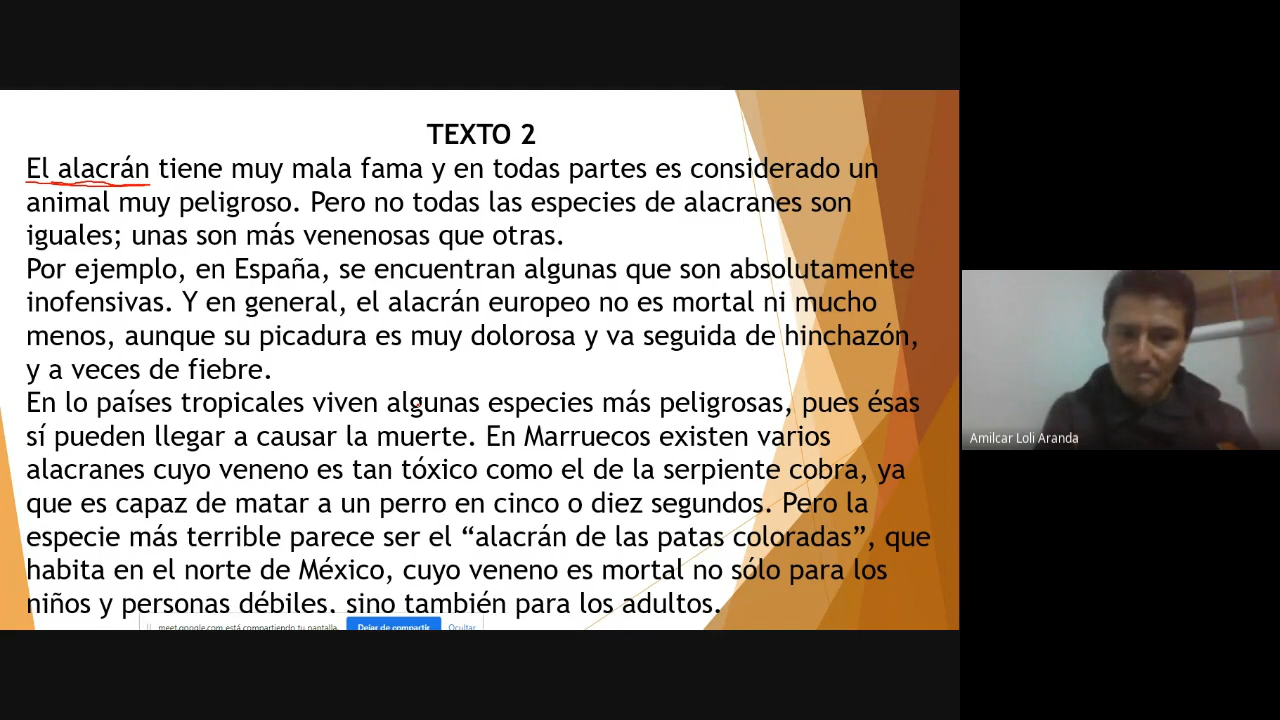 TEXTO 2
El alacrán tiene muy mala fama y en todas partes es considerado un
animal muy peligroso. Pero no todas las especies de alacranes son
iguales; unas son más venenosas que otras.
Por ejemplo, en España, se encuentran algunas que son absolutamente
inofensivas. Y en general, el alacrán europeo no es mortal ni mucho
menos, aunque su picadura es muy dolorosa y va seguida de hinchazón,
y a veces de fiebre.
En lo países tropicales viven algunas especies más peligrosas, pues ésas
sí pueden llegar a causar la muerte. En Marruecos existen varios
alacranes cuyo veneno es tan tóxico como el de la serpiente cobra, ya
que es capaz de matar a un perro en cinco o diez segundos. Pero la
especie más terrible parece ser el “alacrán de las patas coloradas”, que
habita en el norte de México, cuyo veneno es mortal no sólo para los
niños y personas débiles, sino también para los adultos.
meet.google.com está compartiendo tu pantalla. Dejar de compartir Ocultar
Amilcar Loli Aranda